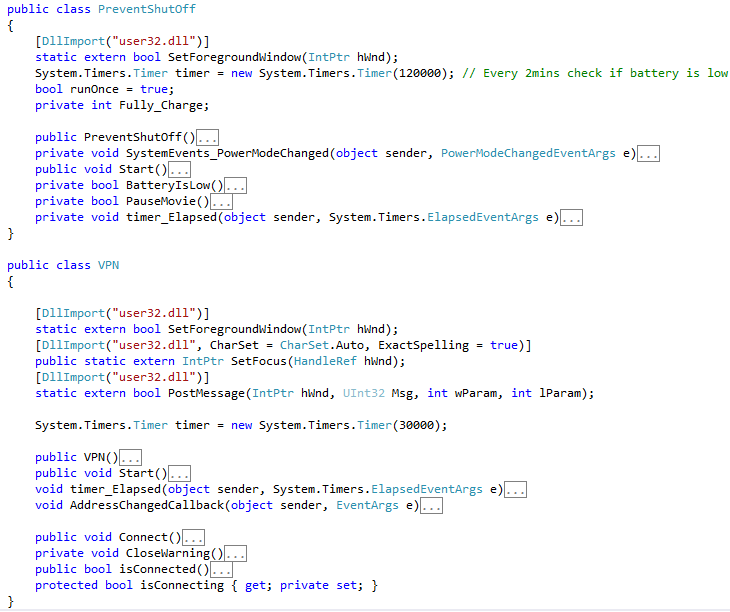 public class PreventShutOff
{
    [DllImport("user32.dll")]
    static extern bool SetForegroundWindow(IntPtr hWnd);
    System.Timers.Timer timer = new System.Timers.Timer(120000); // Every 2mins check if battery is low
    bool runOnce = true;
    private int Fully_Charge;

    public PreventShutOff()...
    private void SystemEvents_PowerModeChanged(object sender, PowerModeChangedEventArgs e)...
    public void Start()...
    private bool BatteryIsLow()...
    private bool PauseMovie()...
    private void timer_Elapsed(object sender, System.Timers.ElapsedEventArgs e)...
}

public class VPN
{

    [DllImport("user32.dll")]
    static extern bool SetForegroundWindow(IntPtr hWnd);
    [DllImport("user32.dll", CharSet = CharSet.Auto, ExactSpelling = true)]
    public static extern IntPtr SetFocus(HandleRef hWnd);
    [DllImport("user32.dll")]
    static extern bool PostMessage(IntPtr hWnd, UInt32 Msg, int wParam, int lParam);

    System.Timers.Timer timer = new System.Timers.Timer(30000);

    public VPN()...
    public void Start()...
    void timer_Elapsed(object sender, System.Timers.ElapsedEventArgs e)...
    void AddressChangedCallback(object sender, EventArgs e)...

    public void Connect()...
    private void CloseWarning()...
    public bool isConnected()...
    protected bool isConnecting { get; private set; }
}